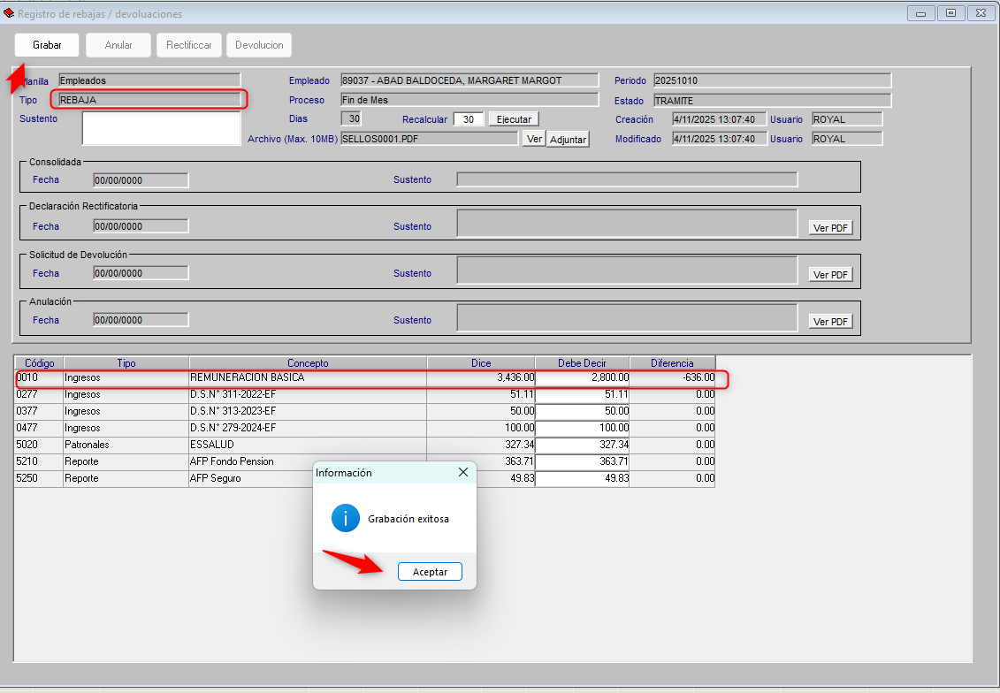 Registro de rebajas / devoluaciones
Grabar Anular Rectificcar Devolucion
Planilla Empleados Empleado 89037 - ABAD BALDOCEDA, MARGARET MARGOT Periodo 20251010
Tipo REBAJA Proceso Fin de Mes Estado TRAMITE
Sustento Dias 30 Recalcular 30 Ejecutar Creación 4/11/2025 13:07:40 Usuario ROYAL
Archivo (Max. 10MB) SELLOS0001.PDF Ver Adjuntar Modificado 4/11/2025 13:07:40 Usuario ROYAL
Consolidada
Fecha 00/00/0000 Sustento
Declaración Rectificatoria
Fecha 00/00/0000 Sustento Ver PDF
Solicitud de Devolución
Fecha 00/00/0000 Sustento Ver PDF
Anulación
Fecha 00/00/0000 Sustento Ver PDF
Código Tipo Concepto Dice Debe Decir Diferencia
0010 Ingresos REMUNERACION BASICA 3,436.00 2,800.00 -636.00
0277 Ingresos D.S.N° 311-2022-EF 51.11 51.11 0.00
0377 Ingresos D.S.N° 313-2023-EF 50.00 50.00 0.00
0477 Ingresos D.S.N° 279-2024-EF 100.00 100.00 0.00
5020 Patronales ESSALUD 327.34 327.34 0.00
5210 Reporte AFP Fondo Pension 363.71 363.71 0.00
5250 Reporte AFP Seguro 49.83 49.83 0.00
Información
Grabación exitosa
Aceptar